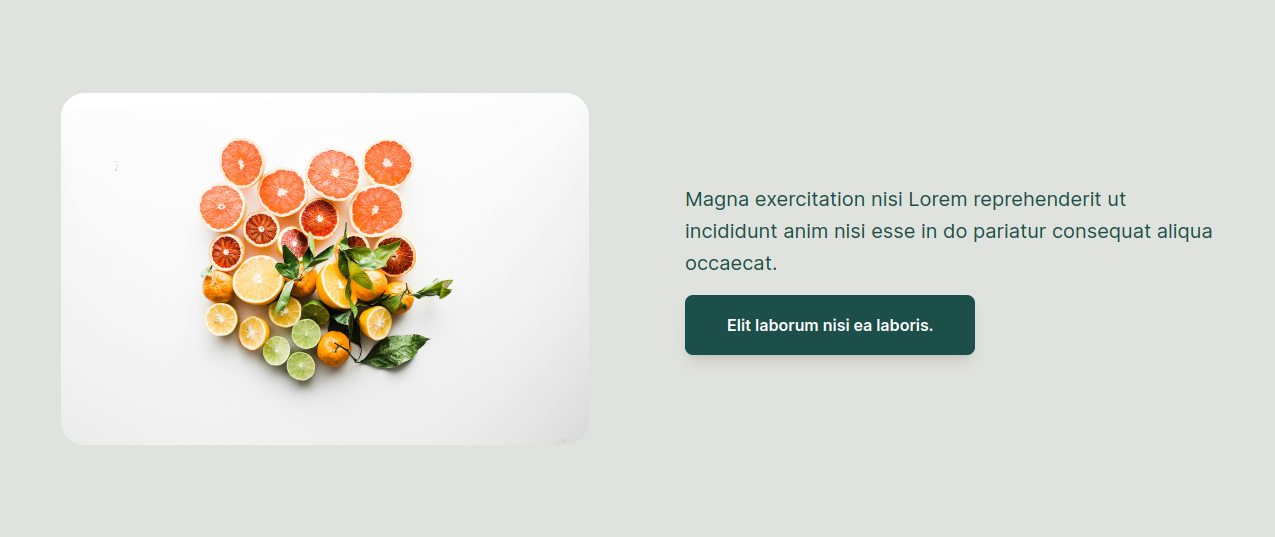 Magna exercitation nisi Lorem reprehenderit ut
incididunt anim nisi esse in do pariatur consequat aliqua
occaecat.
Elit laborum nisi ea laboris.